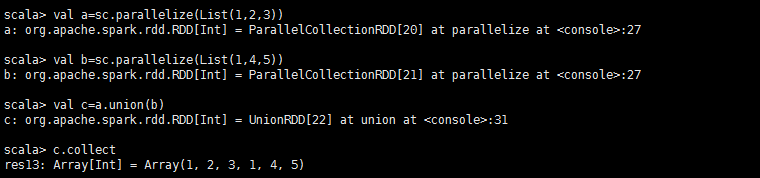 scala> val a=sc.parallelize(List(1,2,3))
a: org.apache.spark.rdd.RDD[Int] = ParallelCollectionRDD[20] at parallelize at <console>:27
scala> val b=sc.parallelize(List(1,4,5))
b: org.apache.spark.rdd.RDD[Int] = ParallelCollectionRDD[21] at parallelize at <console>:27
scala> val c=a.union(b)
c: org.apache.spark.rdd.RDD[Int] = UnionRDD[22] at union at <console>:31
scala> c.collect
res13: Array[Int] = Array(1, 2, 3, 1, 4, 5)